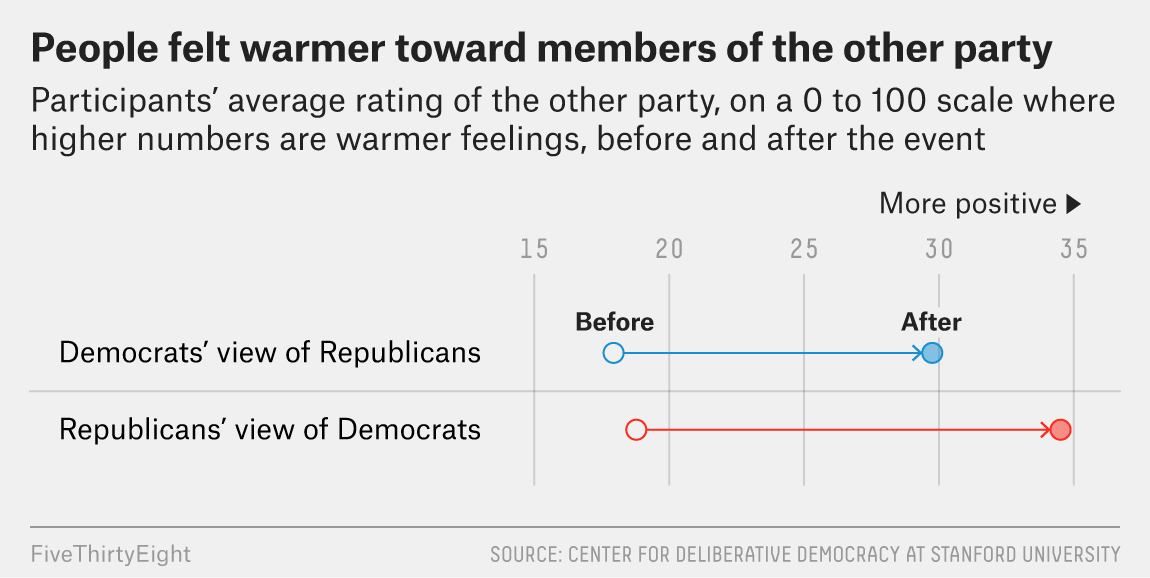 People felt warmer toward members of the other party
Participants’ average rating of the other party, on a 0 to 100 scale where
higher numbers are warmer feelings, before and after the event
More positive ▶
15 20 25 30 35
Before After
Democrats’ view of Republicans
Republicans’ view of Democrats
FiveThirtyEight SOURCE: CENTER FOR DELIBERATIVE DEMOCRACY AT STANFORD UNIVERSITY